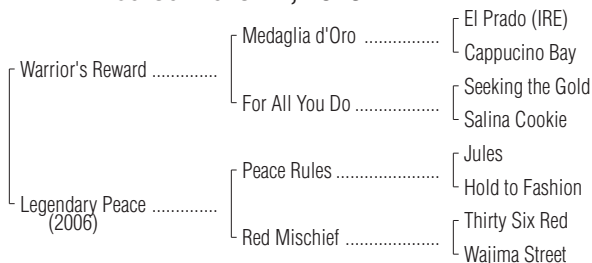 El Prado (IRE)
Medaglia d'Oro ................
Cappucino Bay
Warrior's Reward .............
Seeking the Gold
For All You Do ..................
Salina Cookie
Jules
Peace Rules ......................
Hold to Fashion
Legendary Peace .............
(2006)
Thirty Six Red
Red Mischief ....................
Wajima Street